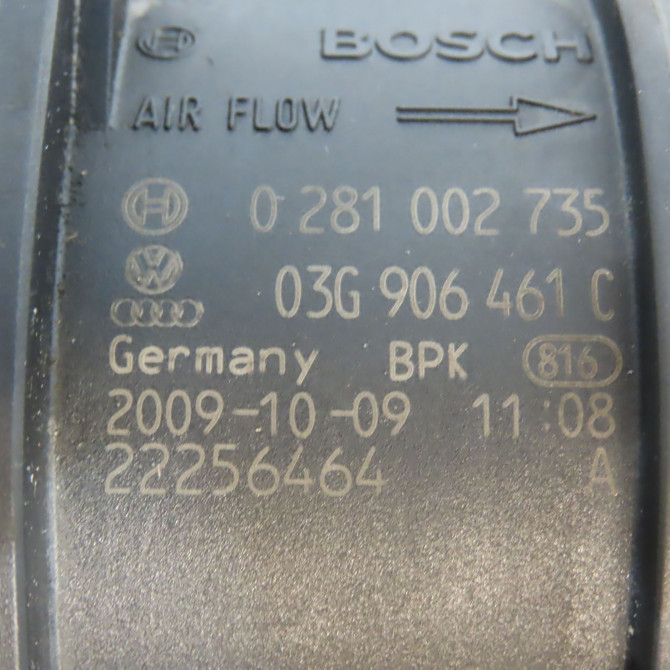 BOSCH
AIR FLOW
0 281 002 735
03G 906 461 C
Germany BPK 816
2009-10-09 11:08
22256464 A